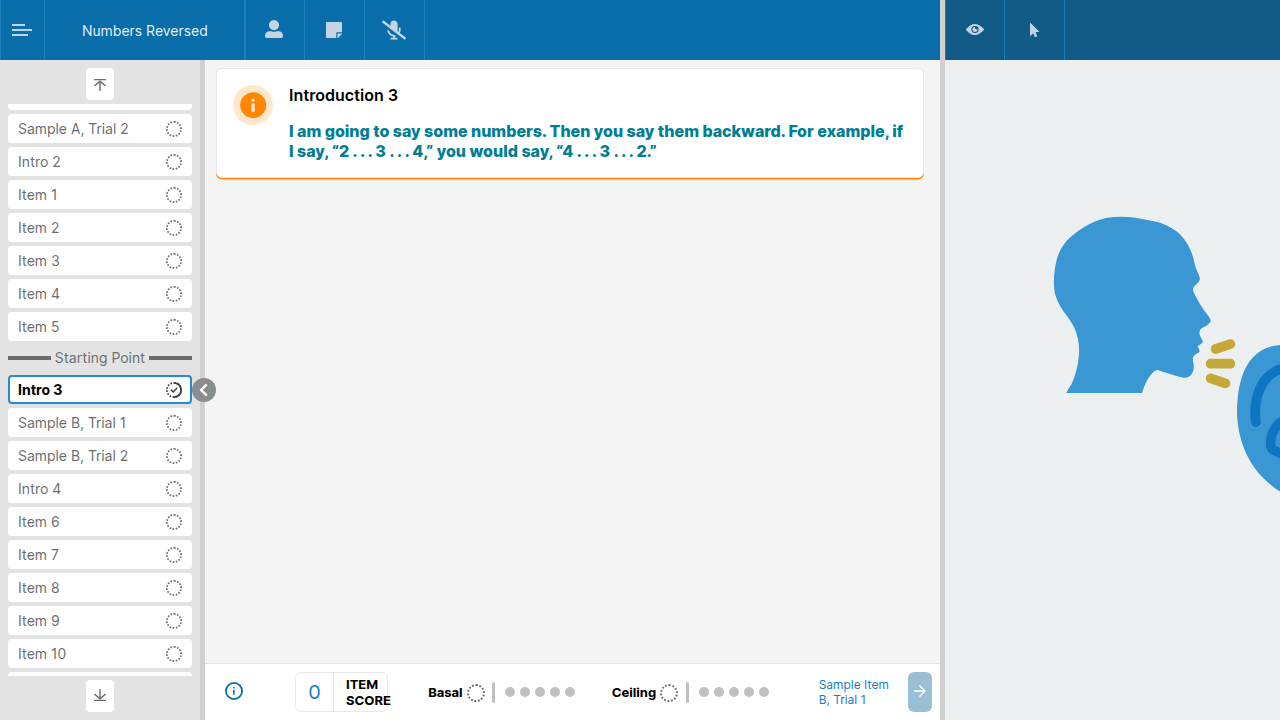 Numbers Reversed
Sample A, Trial 2
Intro 2
Item 1
Item 2
Item 3
Item 4
Item 5
Starting Point
Intro 3
Sample B, Trial 1
Sample B, Trial 2
Intro 4
Item 6
Item 7
Item 8
Item 9
Item 10
Introduction 3
I am going to say some numbers. Then you say them backward. For example, if
I say, “2 . . . 3 . . . 4,” you would say, “4 . . . 3 . . . 2.”
0
ITEM
SCORE
Basal
Ceiling
Sample Item
B, Trial 1